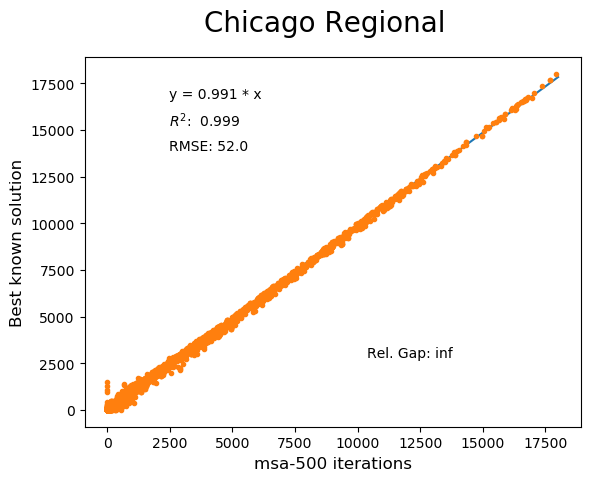 Chicago Regional
y = 0.991 * x
R²: 0.999
RMSE: 52.0
Rel. Gap: inf
Best known solution
17500
15000
12500
10000
7500
5000
2500
0
0 2500 5000 7500 10000 12500 15000 17500
msa-500 iterations